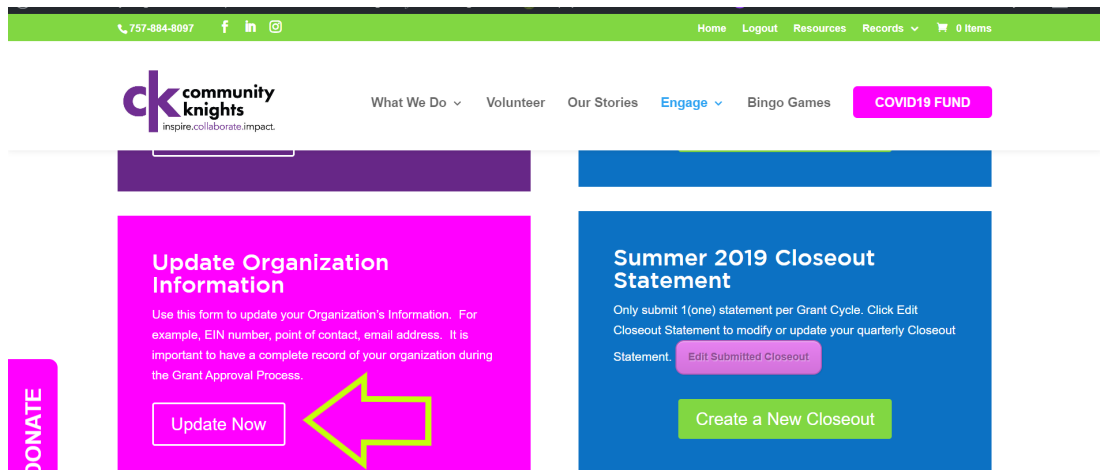 757-884-8097
Home Logout Resources Records 0 Items
ck community knights
inspire.collaborate.impact.
What We Do Volunteer Our Stories Engage Bingo Games COVID19 FUND
Update Organization
Information
Use this form to update your Organization's Information. For
example, EIN number, point of contact, email address. It is
important to have a complete record of your organization during
the Grant Approval Process.
Update Now
Summer 2019 Closeout
Statement
Only submit 1(one) statement per Grant Cycle. Click Edit
Closeout Statement to modify or update your quarterly Closeout
Statement. Edit Submitted Closeout
Create a New Closeout
DONATE